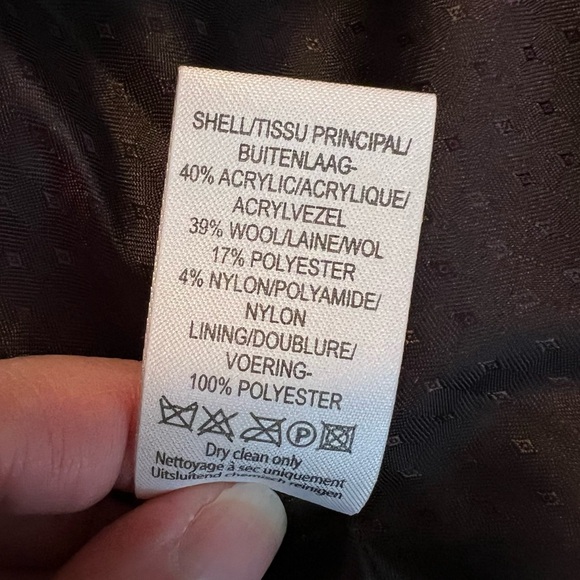 SHELL/TISSU PRINCIPAL/
BUITENLAAG-
40% ACRYLIC/ACRYLIQUE/
ACRYLVEZEL
39% WOOL/LAINE/WOL
17% POLYESTER
4% NYLON/POLYAMIDE/
NYLON
LINING/DOUBLURE/
VOERING-
100% POLYESTER
P
Dry clean only
Nettoyage à sec uniquement
Uitsluitend chemisch reinigen